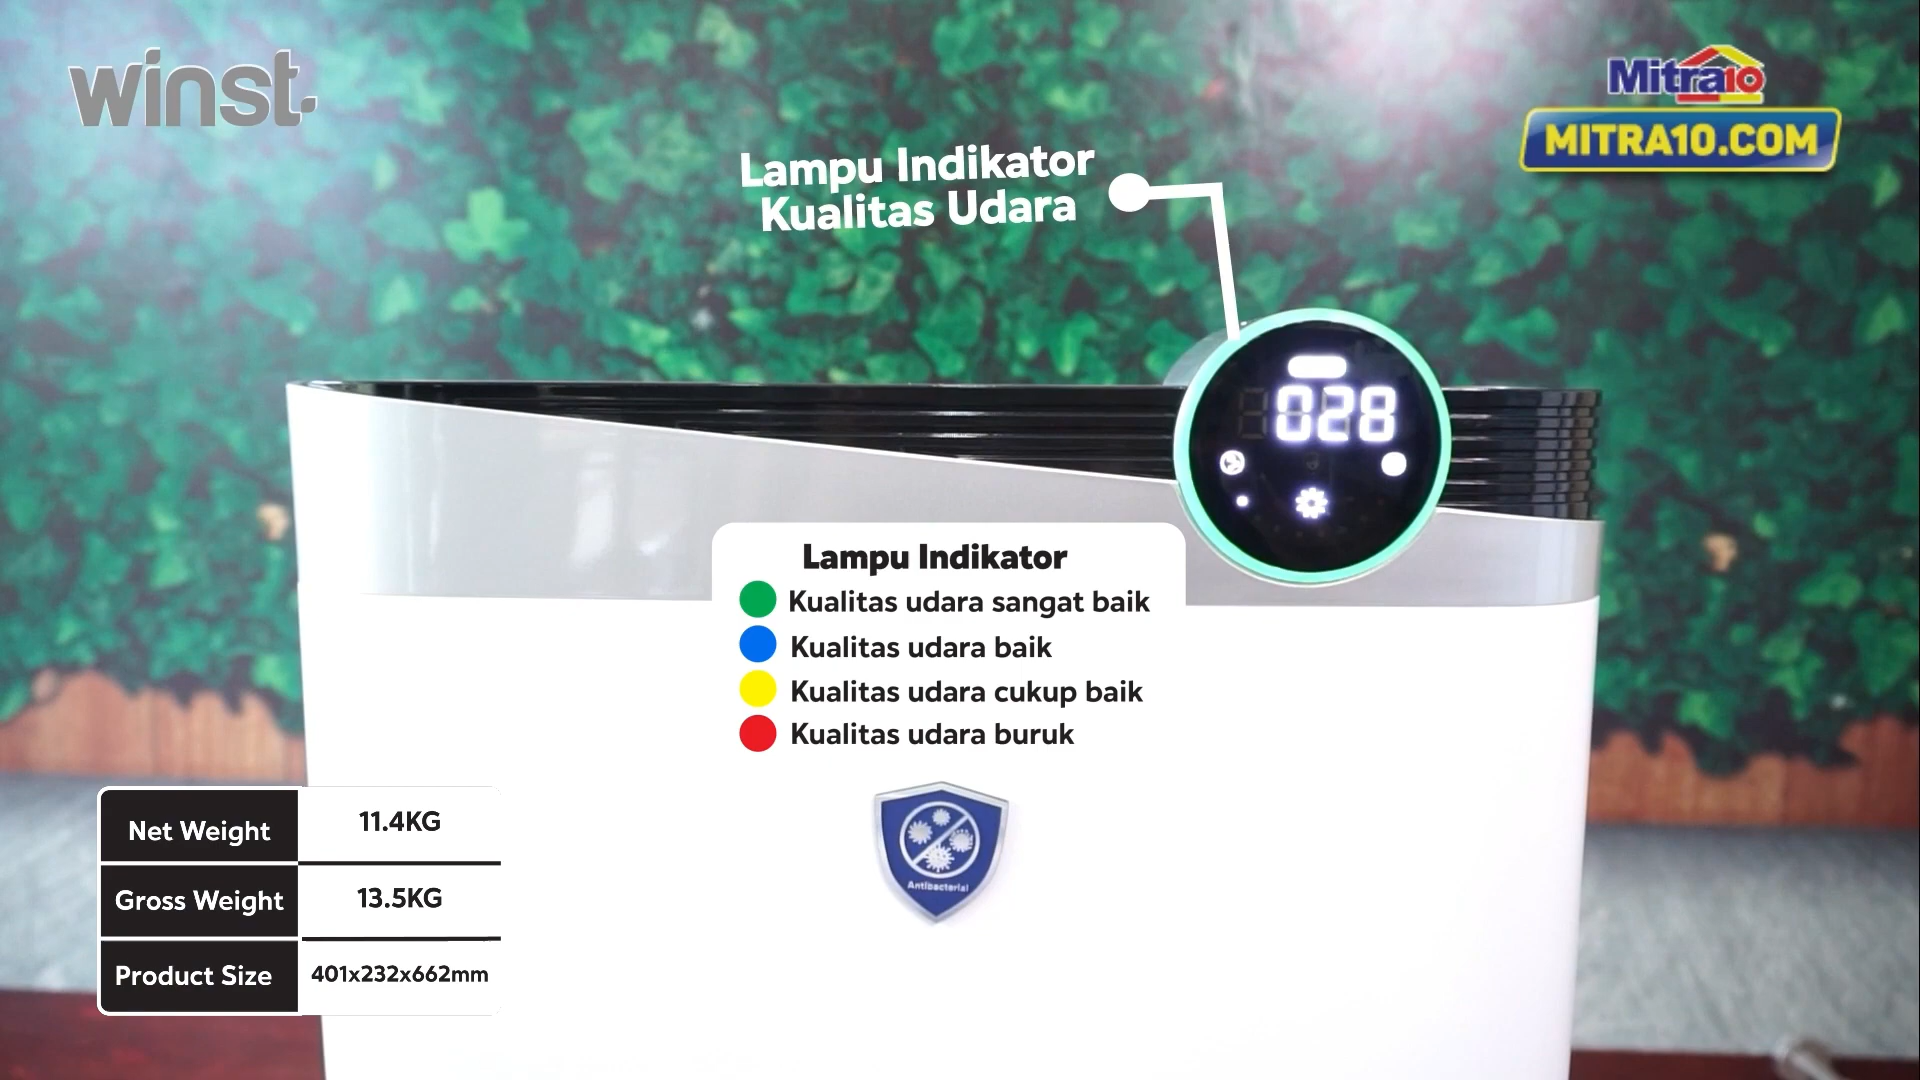 winst.
Mitra10
MITRA10.COM
Lampu Indikator
Kualitas Udara
028
Lampu Indikator
Kualitas udara sangat baik
Kualitas udara baik
Kualitas udara cukup baik
Kualitas udara buruk
Antibacterial
Net Weight 11.4KG
Gross Weight 13.5KG
Product Size 401x232x662mm